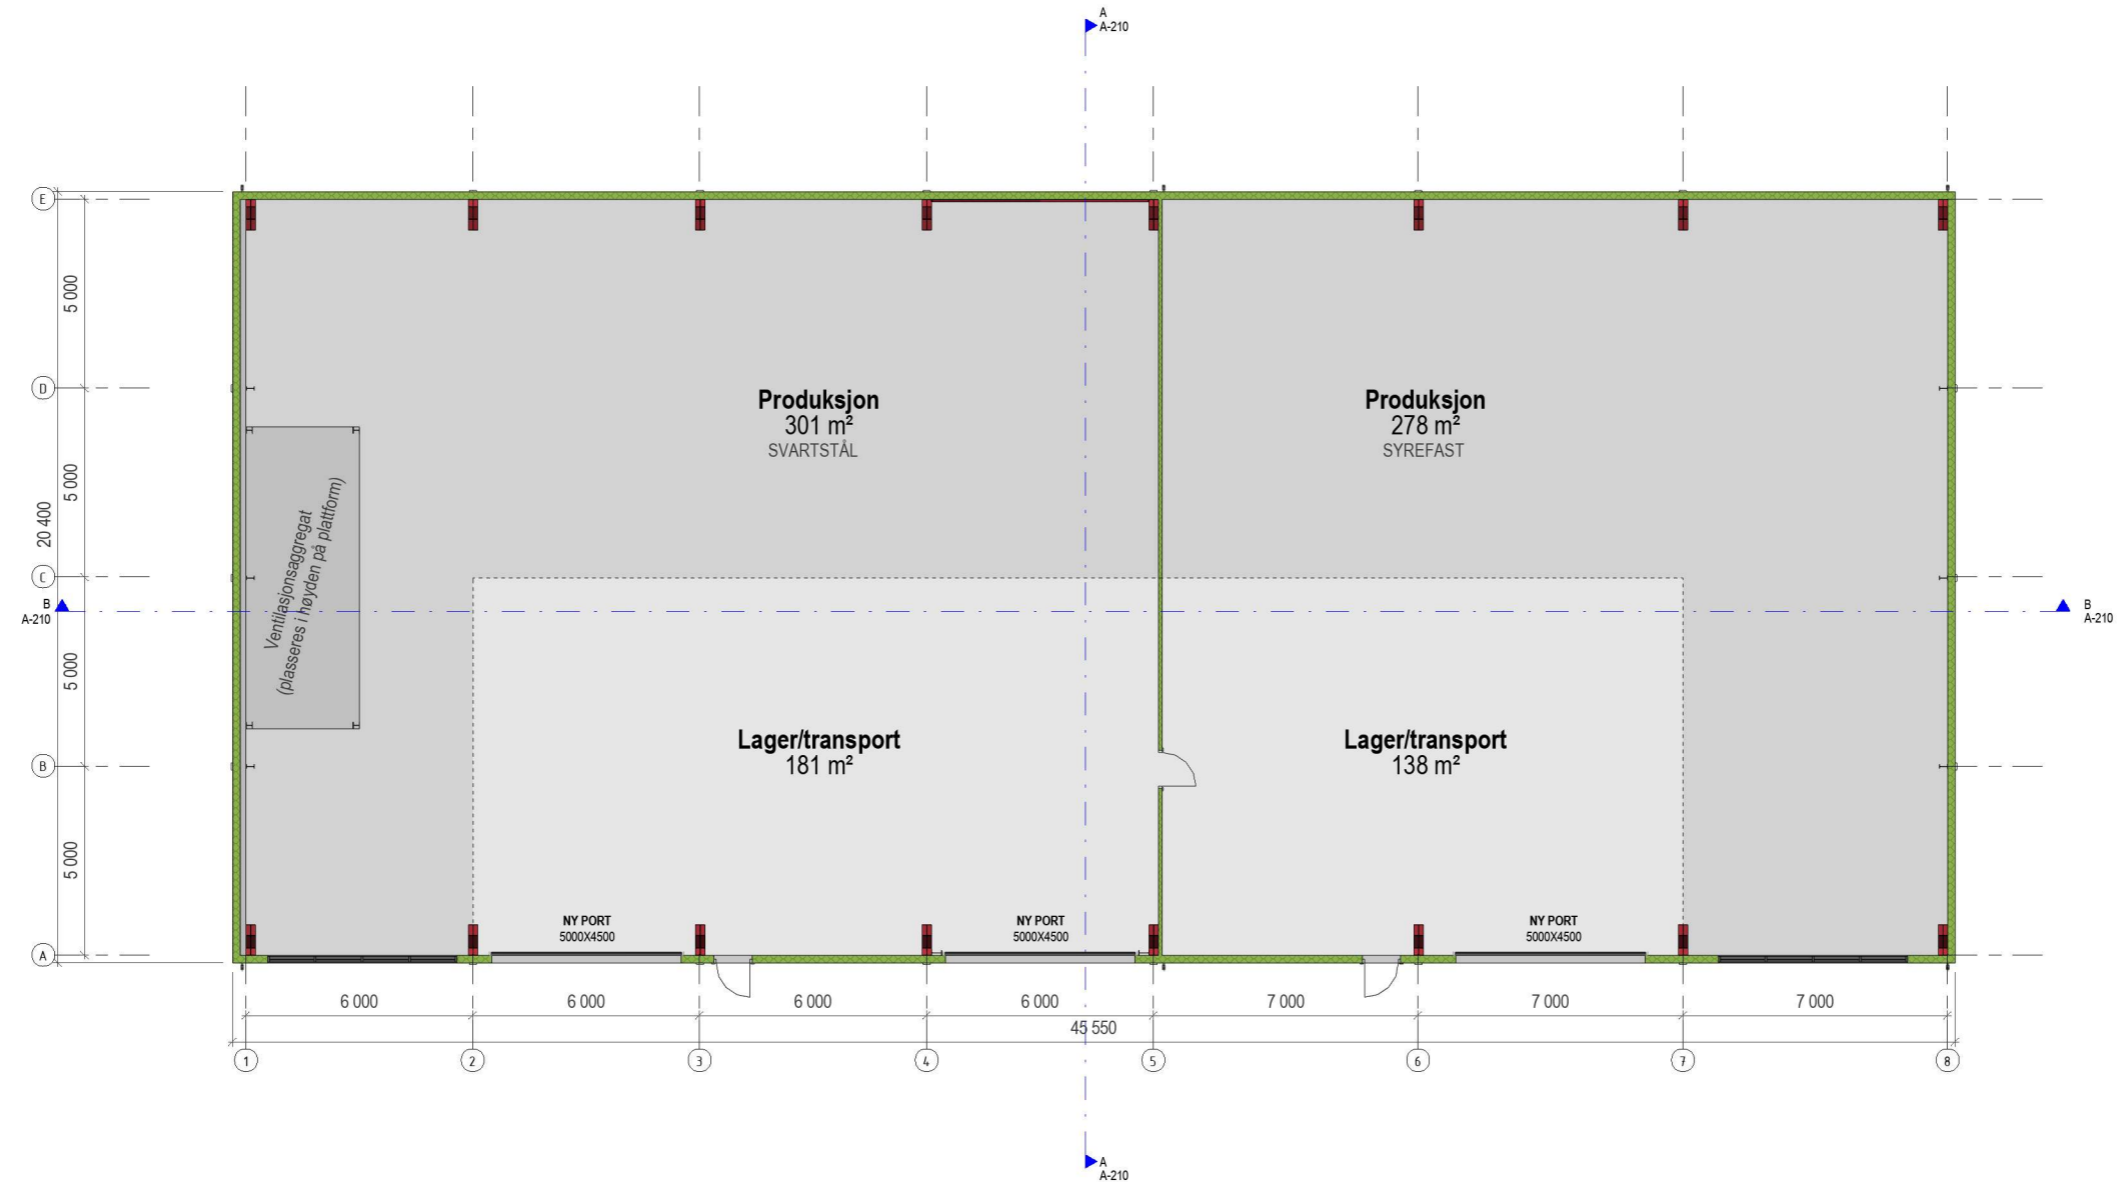 A
A-210
E
5 000
D
Produksjon
301 m²
SVARTSTÅL
Produksjon
278 m²
SYREFAST
5 000
20 400
Ventilasjonsaggregat
(plasseres i høyden på plattform)
C
B
A-210
B
A-210
5 000
Lager/transport
181 m²
Lager/transport
138 m²
B
5 000
NY PORT
5000X4500
NY PORT
5000X4500
NY PORT
5000X4500
A
6 000
6 000
6 000
6 000
7 000
7 000
7 000
45 550
1
2
3
4
5
6
7
8
A
A-210